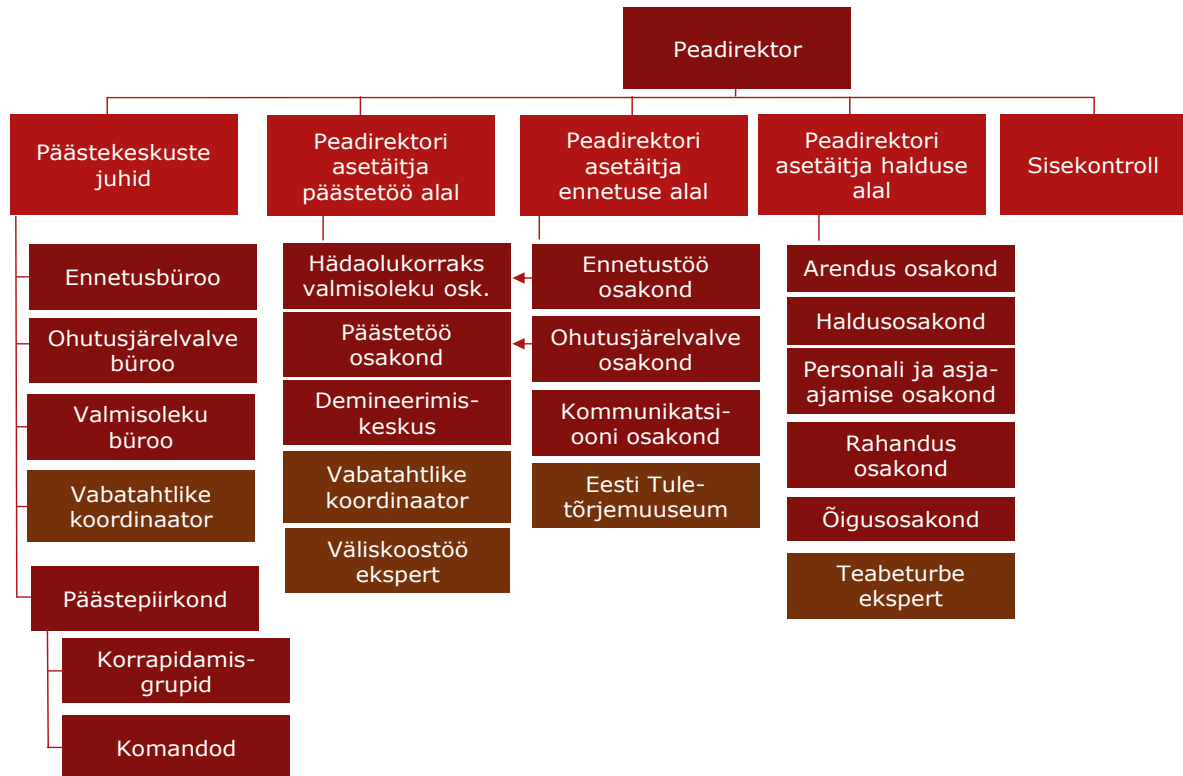 Peadirektor
Päästekeskuste
juhid
Peadirektori
asetäitja
päästetöö alal
Peadirektori
asetäitja
ennetuse alal
Peadirektori
asetäitja halduse
alal
Sisekontroll
Ennetusbüroo
Ohutusjärelvalve
büroo
Valmisoleku
büroo
Vabatahtlike
koordinaator
Päästepiirkond
Korrapidamis-
grupid
Komandod
Hädaolukorraks
valmisoleku osk.
Päästetöö
osakond
Demineerimis-
keskus
Vabatahtlike
koordinaator
Väliskoostöö
ekspert
Ennetustöö
osakond
Ohutusjärelvalve
osakond
Kommunikatsi-
ooni osakond
Eesti Tule-
tõrjemuuseum
Arendus osakond
Haldusosakond
Personali ja asja-
ajamise osakond
Rahandus
osakond
Õigusosakond
Teabeturbe
ekspert